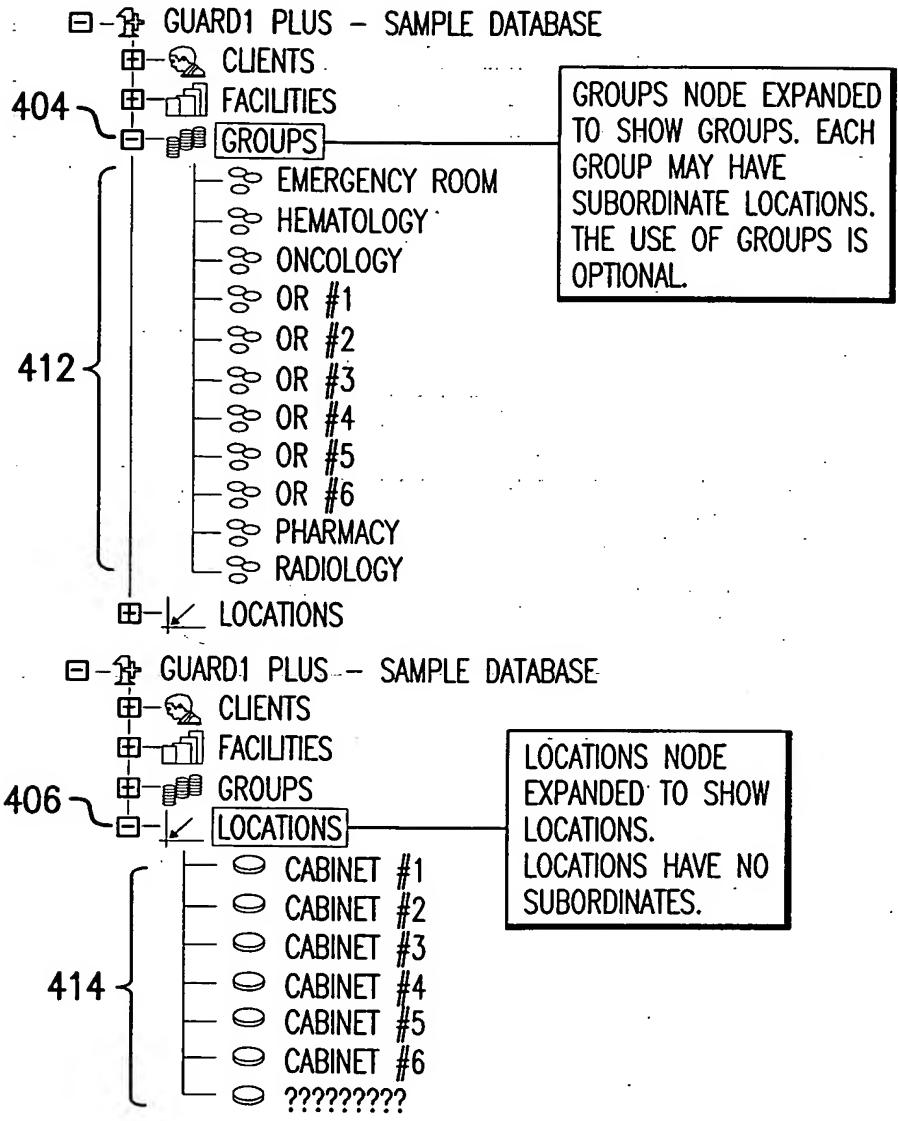 GUARD1 PLUS – SAMPLE DATABASE
CLIENTS
FACILITIES
404
GROUPS
GROUPS NODE EXPANDED
TO SHOW GROUPS. EACH
GROUP MAY HAVE
SUBORDINATE LOCATIONS.
THE USE OF GROUPS IS
OPTIONAL.
412
EMERGENCY ROOM
HEMATOLOGY
ONCOLOGY
OR #1
OR #2
OR #3
OR #4
OR #5
OR #6
PHARMACY
RADIOLOGY
LOCATIONS
GUARD1 PLUS – SAMPLE DATABASE
CLIENTS
FACILITIES
GROUPS
406
LOCATIONS
LOCATIONS NODE
EXPANDED TO SHOW
LOCATIONS.
LOCATIONS HAVE NO
SUBORDINATES.
414
CABINET #1
CABINET #2
CABINET #3
CABINET #4
CABINET #5
CABINET #6
?????????